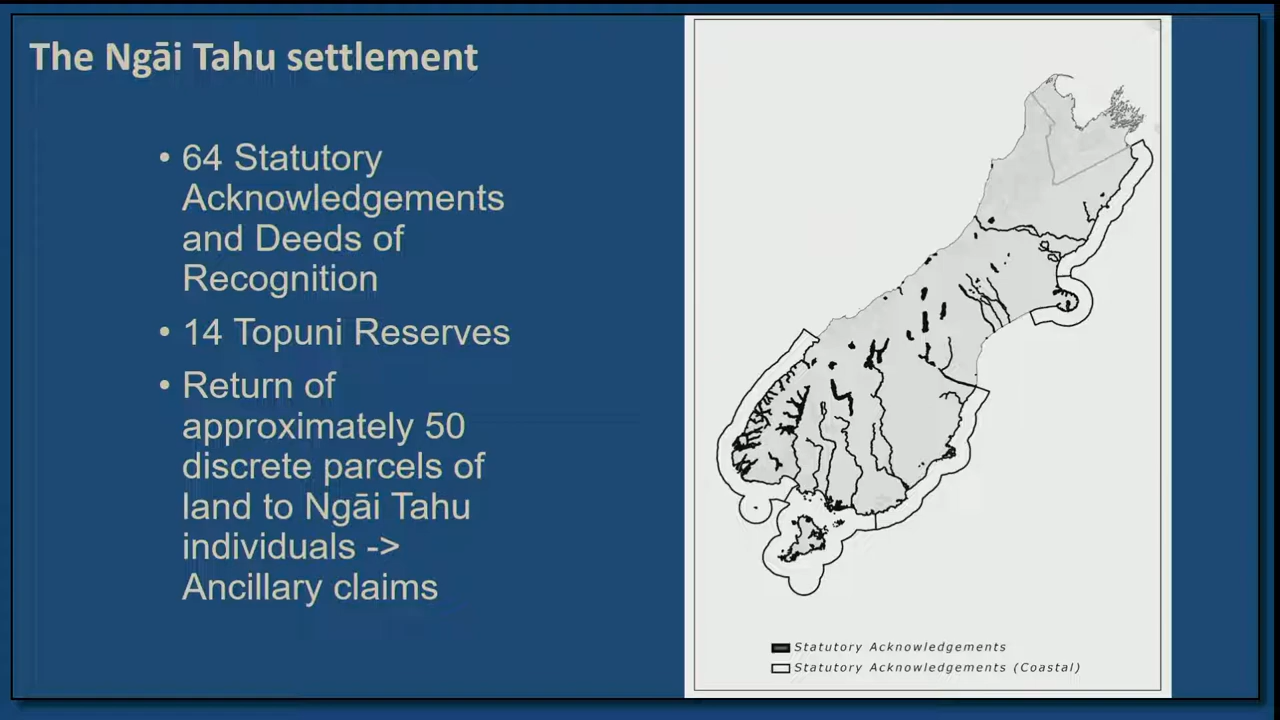 The Ngāi Tahu settlement
• 64 Statutory
Acknowledgements
and Deeds of
Recognition
• 14 Topuni Reserves
• Return of
approximately 50
discrete parcels of
land to Ngāi Tahu
individuals ->
Ancillary claims
Statutory Acknowledgements
Statutory Acknowledgements (Coastal)